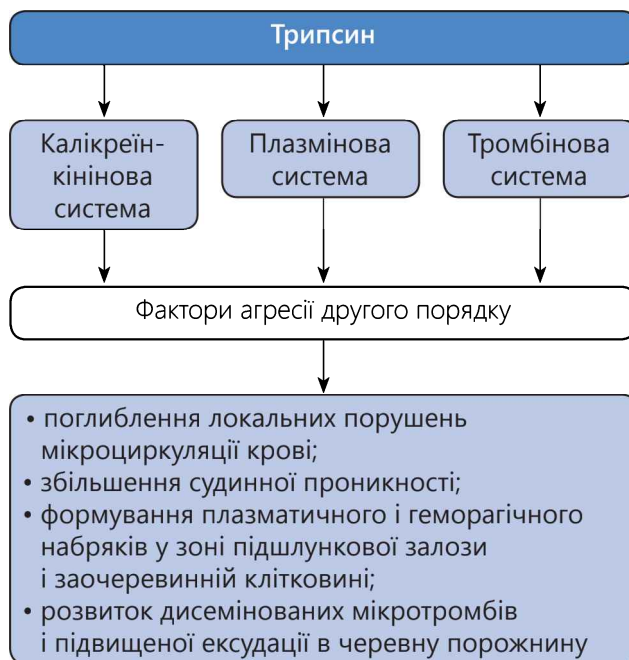 Трипсин
Калікреїн-
кінінова
система
Плазмінова
система
Тромбінова
система
Фактори агресії другого порядку
• поглиблення локальних порушень
мікроциркуляції крові;
• збільшення судинної проникності;
• формування плазматичного і геморагічного
набряків у зоні підшлункової залози
і заочеревинній клітковині;
• розвиток дисемінованих мікротромбів
і підвищеної ексудації в черевну порожнину